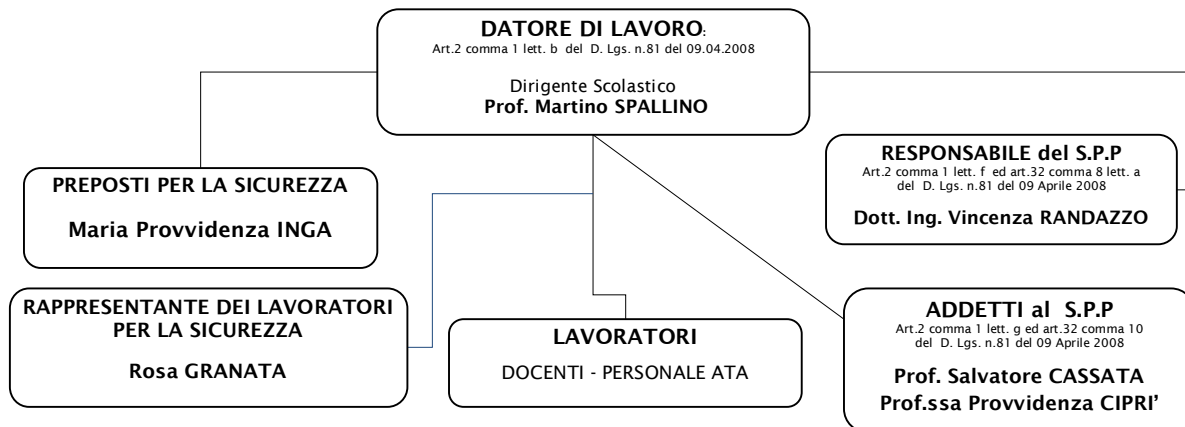 DATORE DI LAVORO:
Art.2 comma 1 lett. b del D. Lgs. n.81 del 09.04.2008
Dirigente Scolastico
Prof. Martino SPALLINO
PREPOSTI PER LA SICUREZZA
Maria Provvidenza INGA
RESPONSABILE del S.P.P
Art.2 comma 1 lett. f ed art.32 comma 8 lett. a
del D. Lgs. n.81 del 09 Aprile 2008
Dott. Ing. Vincenza RANDAZZO
RAPPRESENTANTE DEI LAVORATORI
PER LA SICUREZZA
Rosa GRANATA
LAVORATORI
DOCENTI - PERSONALE ATA
ADDETTI al S.P.P
Art.2 comma 1 lett. g ed art.32 comma 10
del D. Lgs. n.81 del 09 Aprile 2008
Prof. Salvatore CASSATA
Prof.ssa Provvidenza CIPRI’